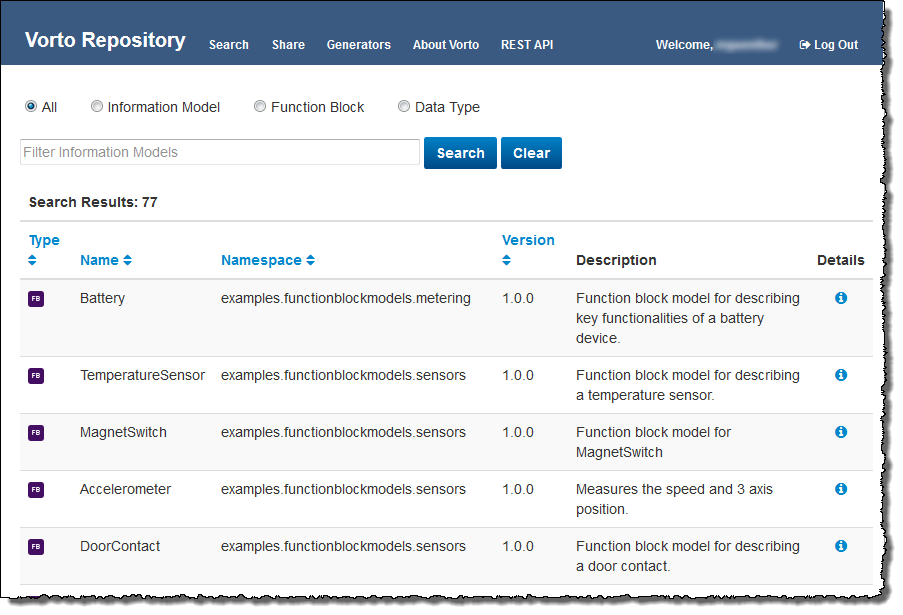 Vorto Repository Search Share Generators About Vorto REST API Welcome, Log Out
All Information Model Function Block Data Type
Filter Information Models Search Clear
Search Results: 77
Type Version
Name Namespace Description Details
FB Battery examples.functionblockmodels.metering 1.0.0 Function block model for describing
key functionalities of a battery
device.
FB TemperatureSensor examples.functionblockmodels.sensors 1.0.0 Function block model for describing
a temperature sensor.
FB MagnetSwitch examples.functionblockmodels.sensors 1.0.0 Function block model for
MagnetSwitch
FB Accelerometer examples.functionblockmodels.sensors 1.0.0 Measures the speed and 3 axis
position.
FB DoorContact examples.functionblockmodels.sensors 1.0.0 Function block model for describing
a door contact.